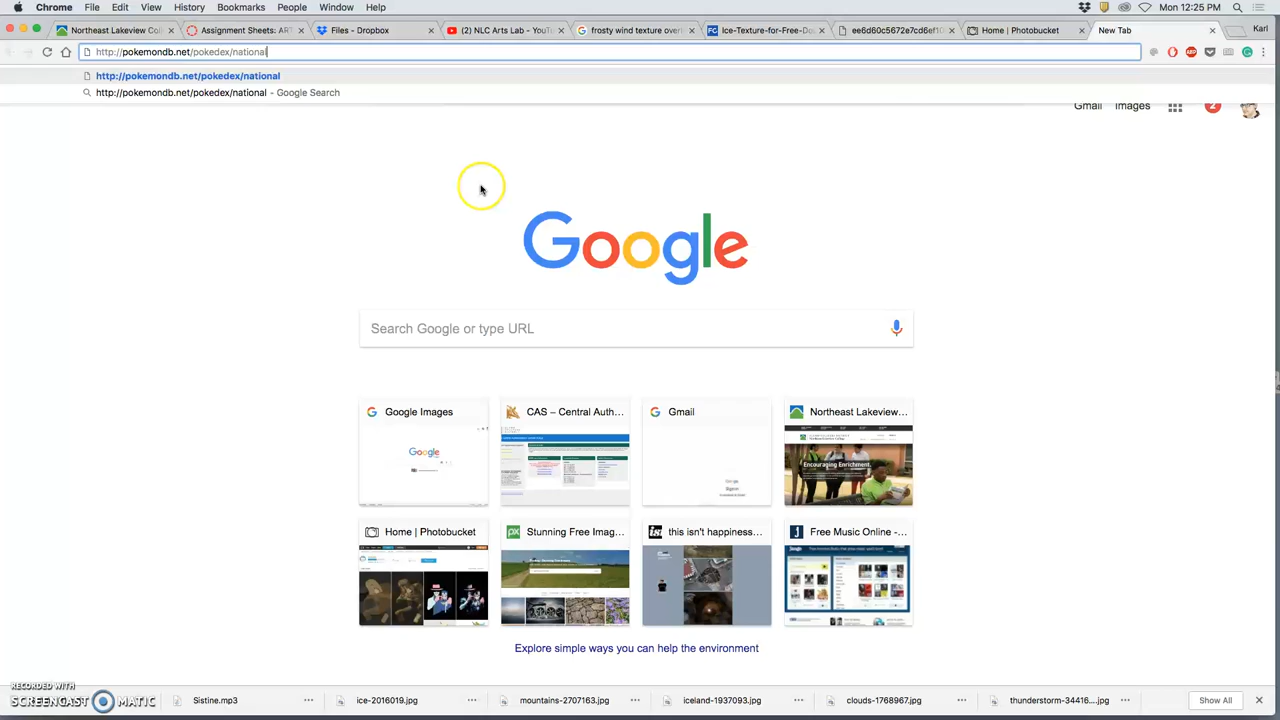 Chrome File Edit View History Bookmarks People Window Help Mon 12:25 PM
Northeast Lakeview Coll Assignment Sheets: ART Files - Dropbox (2) NLC Arts Lab - YouT frosty wind texture over Ice-Texture-for-Free-Dow ee6d60c5672e7cd6ef10 Home | Photobucket New Tab Karl
http://pokemondb.net/pokedex/national
http://pokemondb.net/pokedex/national
http://pokemondb.net/pokedex/national - Google Search
Gmail Images 2
Google
Search Google or type URL
Google Images CAS – Central Auth... Gmail Northeast Lakeview...
Encouraging Enrichment.
Home | Photobucket Stunning Free Imag... this isn't happiness... Free Music Online -...
Explore simple ways you can help the environment
RECORDED WITH
SCREENCAST MATIC
Sistine.mp3 ice-2016019.jpg mountains-2707163.jpg iceland-1937093.jpg clouds-1768967.jpg thunderstorm-34416....jpg Show All